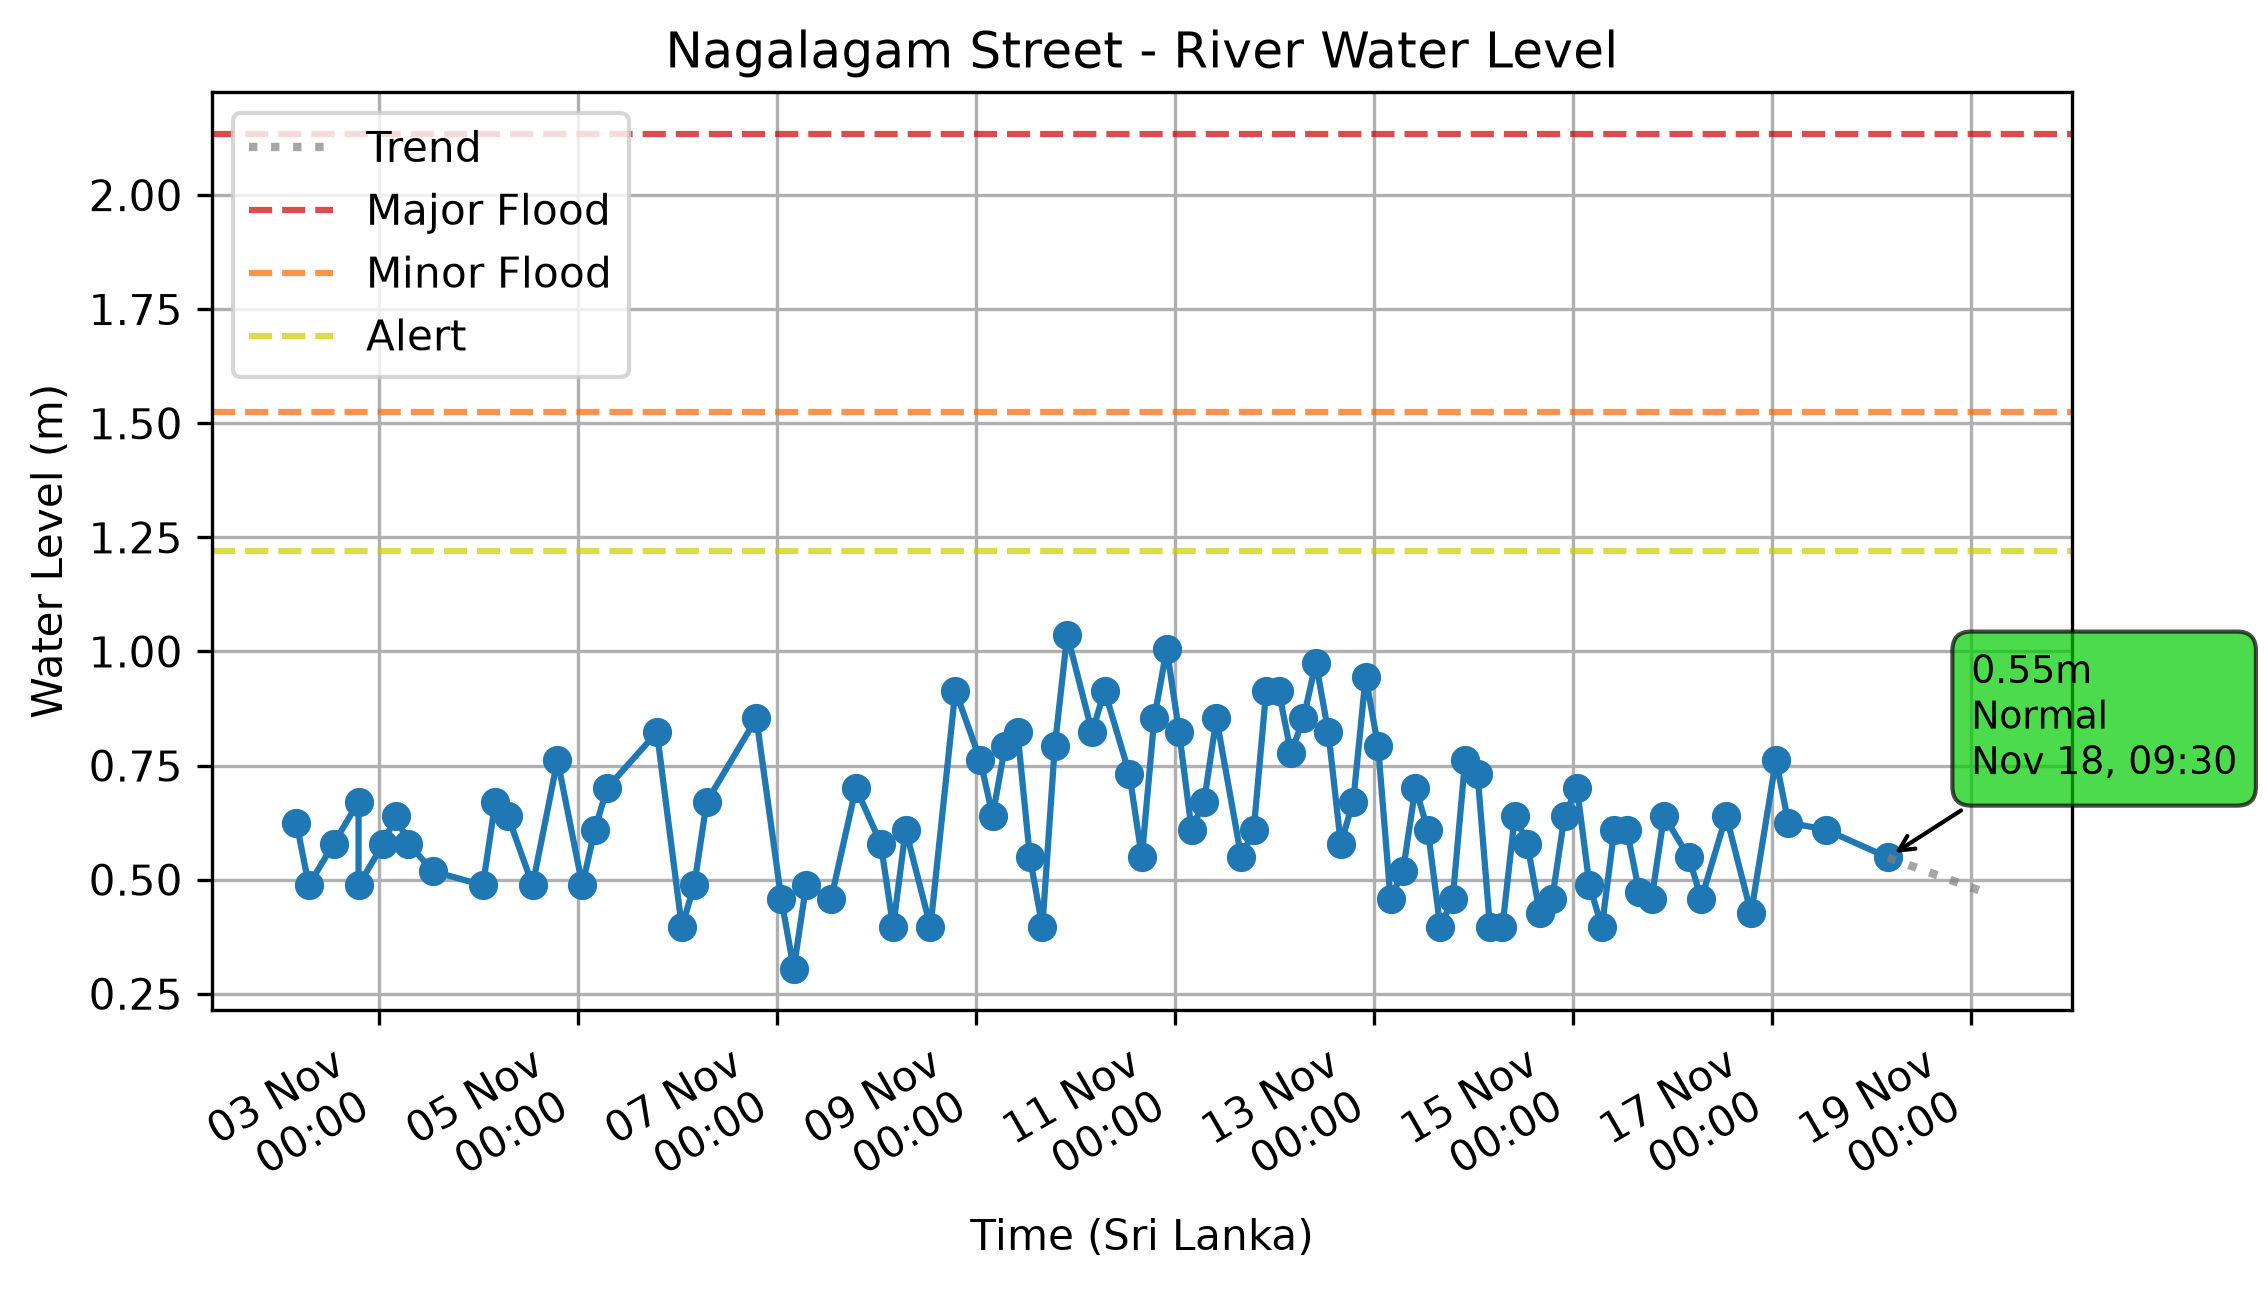 Nagalagam Street - River Water Level
Trend
Major Flood
Minor Flood
Alert
Water Level (m)
2.00
1.75
1.50
1.25
1.00
0.75
0.50
0.25
0.55m
Normal
Nov 18, 09:30
03 Nov
00:00
05 Nov
00:00
07 Nov
00:00
09 Nov
00:00
11 Nov
00:00
13 Nov
00:00
15 Nov
00:00
17 Nov
00:00
19 Nov
00:00
Time (Sri Lanka)